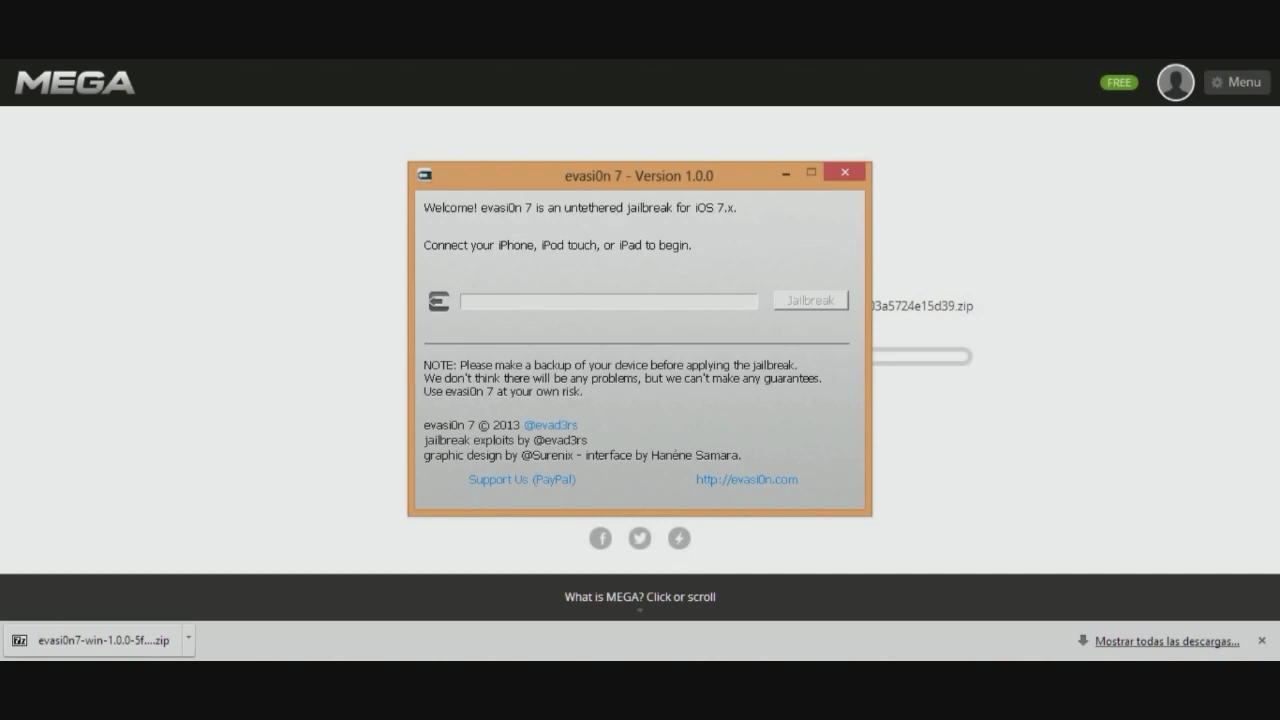 MEGA
FREE
Menu
evasi0n 7 - Version 1.0.0
Welcome! evasi0n 7 is an untethered jailbreak for iOS 7.x.
Connect your iPhone, iPod touch, or iPad to begin.
Jailbreak
03a5724e15d39.zip
NOTE: Please make a backup of your device before applying the jailbreak.
We don't think there will be any problems, but we can't make any guarantees.
Use evasi0n 7 at your own risk.
evasi0n 7 © 2013 @evad3rs
jailbreak exploits by @evad3rs
graphic design by @Surenix - interface by Hanéne Samara.
Support Us (PayPal)
http://evasi0n.com
What is MEGA? Click or scroll
evasi0n7-win-1.0.0-5f....zip
Mostrar todas las descargas...